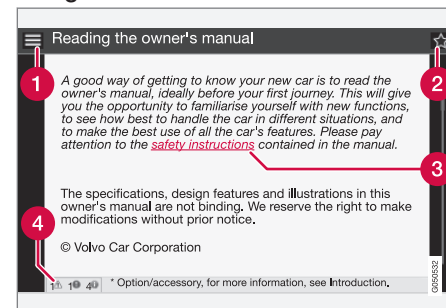 Reading the owner's manual
1
2
A good way of getting to know your new car is to read the
owner's manual, ideally before your first journey. This will give
you the opportunity to familiarise yourself with new functions,
to see how best to handle the car in different situations, and
to make the best use of all the car's features. Please pay
attention to the safety instructions contained in the manual.
3
The specifications, design features and illustrations in this
owner's manual are not binding. We reserve the right to make
modifications without prior notice.
4
© Volvo Car Corporation
1 1 4 * Option/accessory, for more information, see Introduction.
G050532